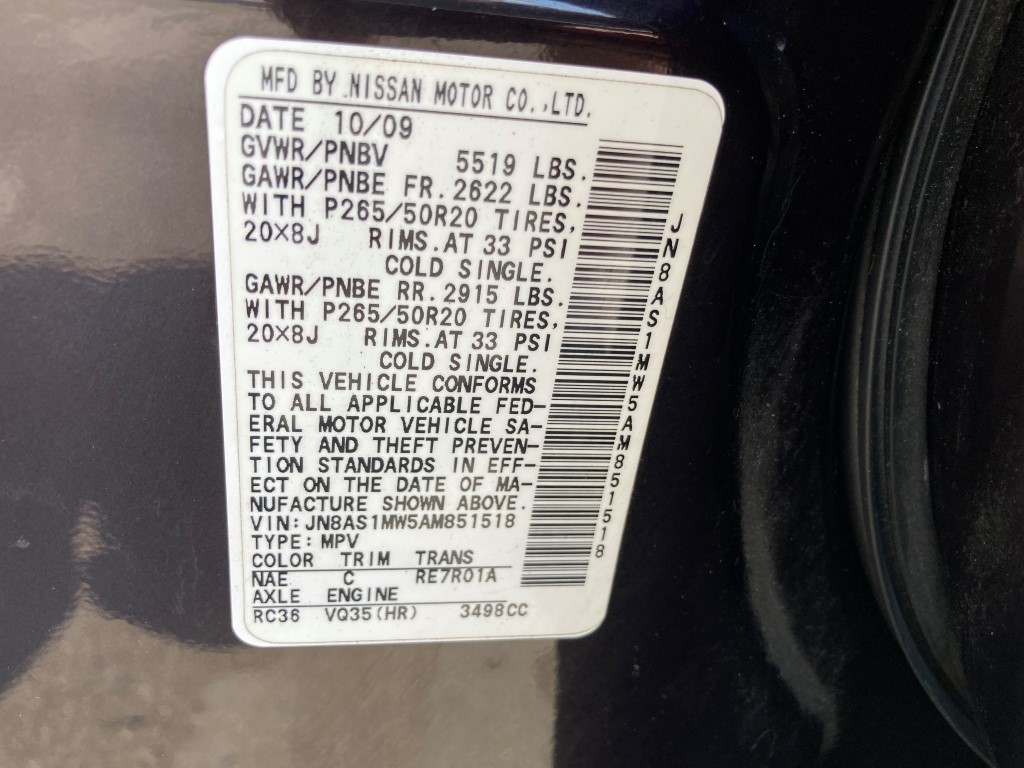 MFD BY NISSAN MOTOR CO.,LTD.
DATE 10/09
GVWR/PNBV 5519 LBS.
GAWR/PNBE FR. 2622 LBS.
WITH P265/50R20 TIRES,
20×8J RIMS. AT 33 PSI
COLD SINGLE.
GAWR/PNBE RR. 2915 LBS.
WITH P265/50R20 TIRES,
20×8J RIMS. AT 33 PSI
COLD SINGLE.
THIS VEHICLE CONFORMS
TO ALL APPLICABLE FED-
ERAL MOTOR VEHICLE SA-
FETY AND THEFT PREVEN-
TION STANDARDS IN EFF-
ECT ON THE DATE OF MA-
NUFACTURE SHOWN ABOVE.
VIN: JN8AS1MW5AM851518
TYPE: MPV
COLOR TRIM TRANS
NAE C RE7R01A
AXLE ENGINE
RC36 VQ35(HR) 3498CC
JN8AS1MW5AM851518